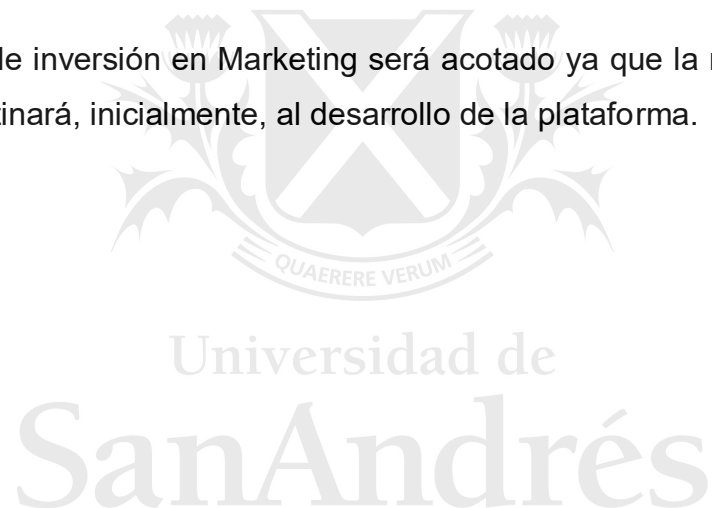 le inversión en Marketing será acotado ya que la
tinará, inicialmente, al desarrollo de la plataforma.
QUAERERE VERUM
Universidad de
SanAndrés